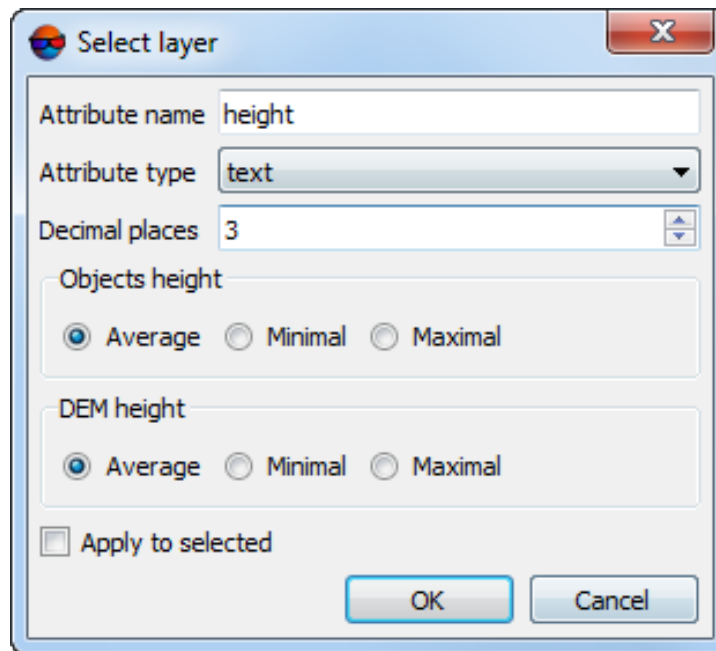 Select layer
Attribute name height
Attribute type text
Decimal places 3
Objects height
Average Minimal Maximal
DEM height
Average Minimal Maximal
Apply to selected
OK Cancel